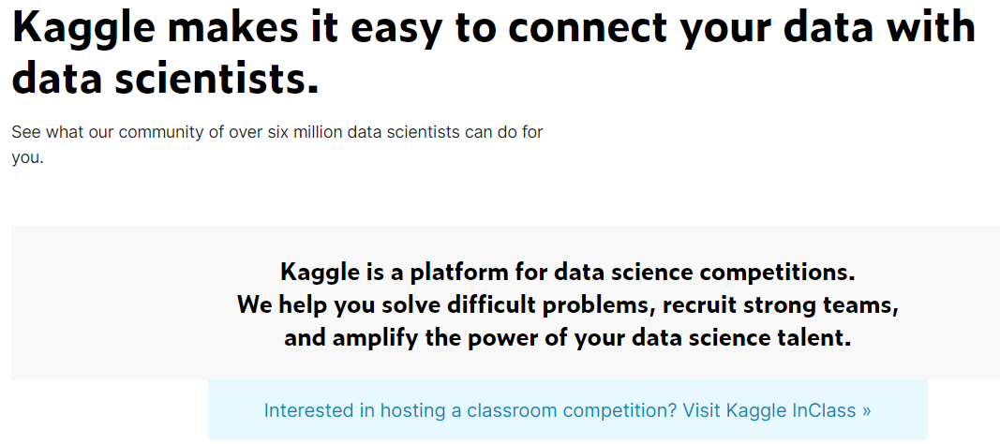 Kaggle makes it easy to connect your data with
data scientists.
See what our community of over six million data scientists can do for
you.
Kaggle is a platform for data science competitions.
We help you solve difficult problems, recruit strong teams,
and amplify the power of your data science talent.
Interested in hosting a classroom competition? Visit Kaggle InClass »